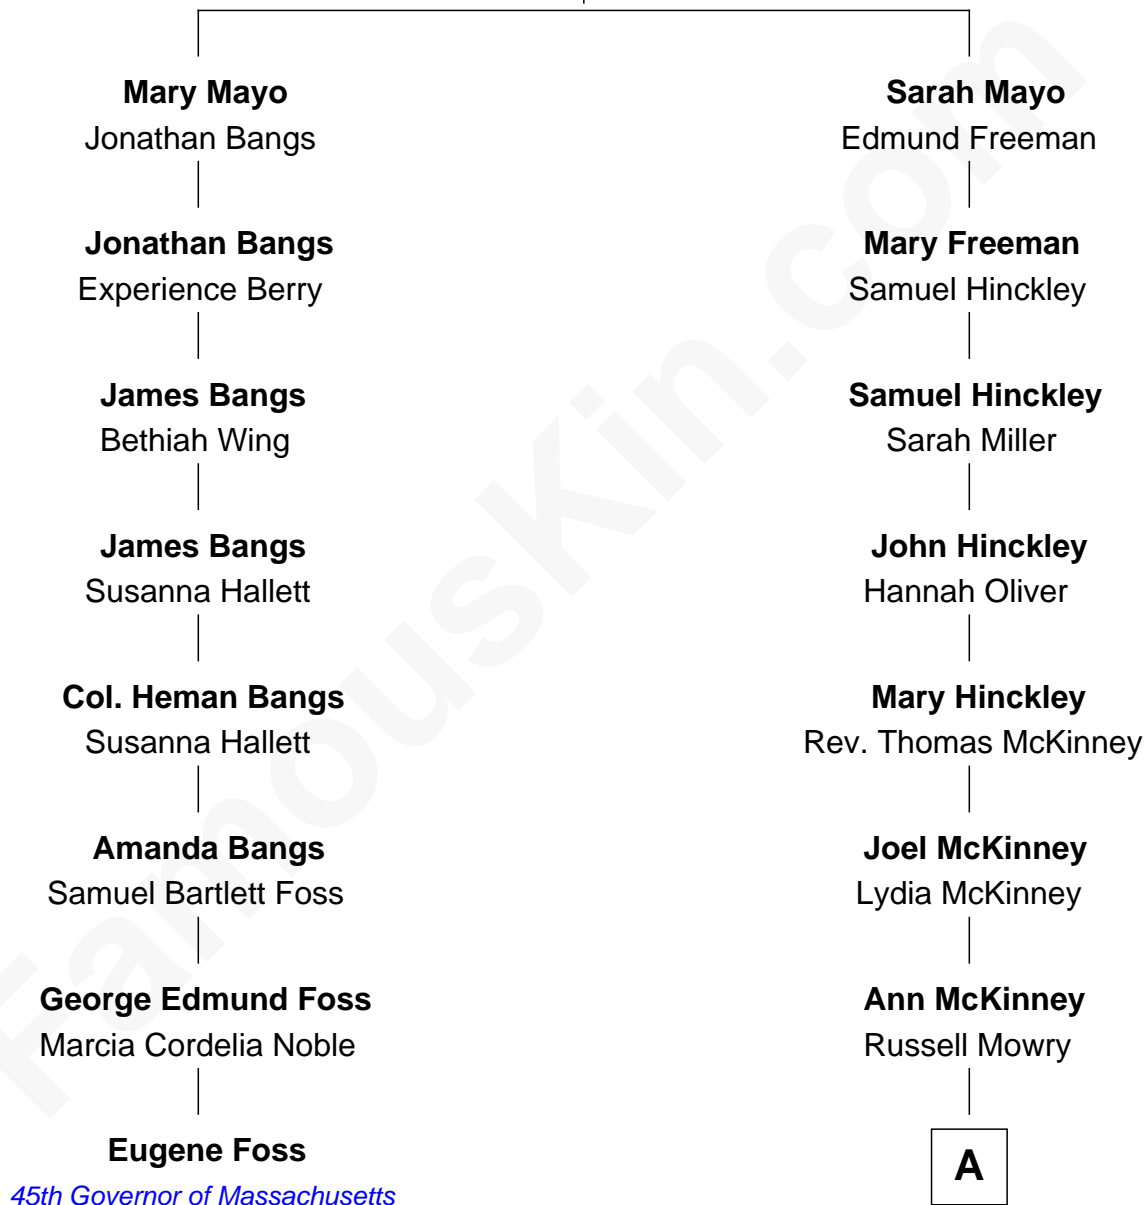 Mary Mayo
Jonathan Bangs
Jonathan Bangs
Experience Berry
James Bangs
Bethiah Wing
James Bangs
Susanna Hallett
Col. Heman Bangs
Susanna Hallett
Amanda Bangs
Samuel Bartlett Foss
George Edmund Foss
Marcia Cordelia Noble
Eugene Foss
45th Governor of Massachusetts
Sarah Mayo
Edmund Freeman
Mary Freeman
Samuel Hinckley
Samuel Hinckley
Sarah Miller
John Hinckley
Hannah Oliver
Mary Hinckley
Rev. Thomas McKinney
Joel McKinney
Lydia McKinney
Ann McKinney
Russell Mowry
A
FamousKin.com